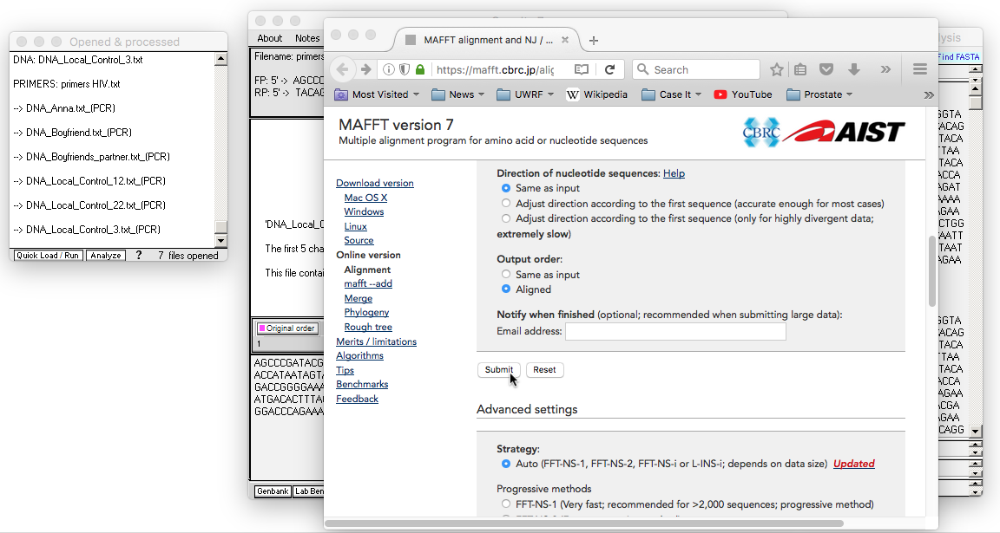 Opened & processed
DNA: DNA_Local_Control_3.txt
PRIMERS: primers HIV.txt
--> DNA_Anna.txt_(PCR)
--> DNA_Boyfriend.txt_(PCR)
--> DNA_Boyfriends_partner.txt_(PCR)
--> DNA_Local_Control_12.txt_(PCR)
--> DNA_Local_Control_22.txt_(PCR)
--> DNA_Local_Control_3.txt_(PCR)
Quick Load / Run Analyze ? 7 files opened
About Notes
Filename: primers
FP: 5' -> AGCCC
RP: 5' -> TACAG
'DNA_Local_C
The first 5 cha
This file contai
Original order
1
AGCCCGATACG
ACCATAATAGTA
GACCGGGGAAA
ATGACACTTTA
GGACCCAGAAA
Genbank Lab Ben
MAFFT alignment and NJ / ... × +
https://mafft.cbrc.jp/alig Search
Most Visited News UWRF Wikipedia Case It YouTube Prostate
MAFFT version 7
Multiple alignment program for amino acid or nucleotide sequences
CBRC AIST
Download version
Mac OS X
Windows
Linux
Source
Online version
Alignment
mafft --add
Merge
Phylogeny
Rough tree
Merits / limitations
Algorithms
Tips
Benchmarks
Feedback
Direction of nucleotide sequences: Help
Same as input
Adjust direction according to the first sequence (accurate enough for most cases)
Adjust direction according to the first sequence (only for highly divergent data;
extremely slow)
Output order:
Same as input
Aligned
Notify when finished (optional; recommended when submitting large data):
Email address:
Submit Reset
Advanced settings
Strategy:
Auto (FFT-NS-1, FFT-NS-2, FFT-NS-i or L-INS-i; depends on data size) Updated
Progressive methods
FFT-NS-1 (Very fast; recommended for >2,000 sequences; progressive method)
lysis
Find FASTA
GGTA
CACAG
TACA
TTAA
TACA
ACCA
AGAT
AAAA
AGAA
CTGG
AATT
TAAT
AGAA
GGTA
CACAG
TACA
TTAA
TACA
ACCA
AGAA
ACGA
AGAA
CAGG